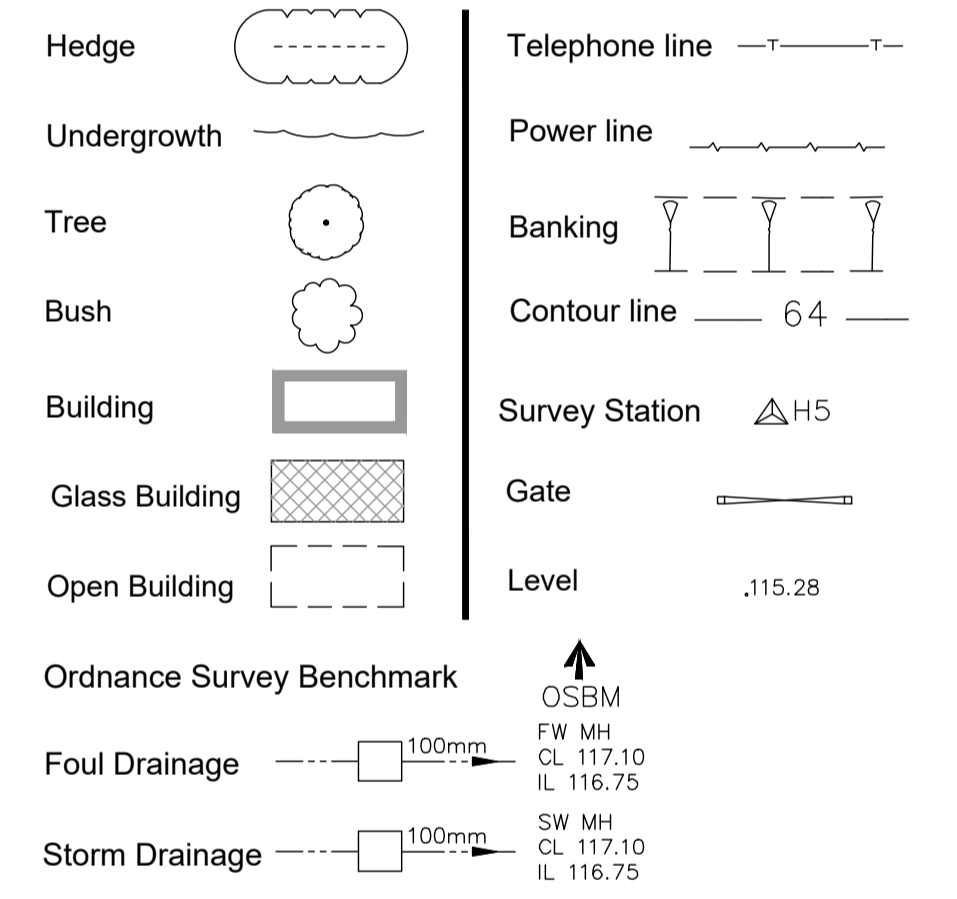 Hedge
Undergrowth
Tree
Bush
Building
Glass Building
Open Building
Telephone line
T T
Power line
Banking
Contour line 64
Survey Station H5
Gate
Level .115.28
Ordnance Survey Benchmark
OSBM
Foul Drainage
100mm
FW MH
CL 117.10
IL 116.75
Storm Drainage
100mm
SW MH
CL 117.10
IL 116.75